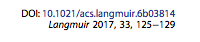 DOI: 10.1021/acs.langmuir.6b03814
Langmuir 2017, 33, 125−129